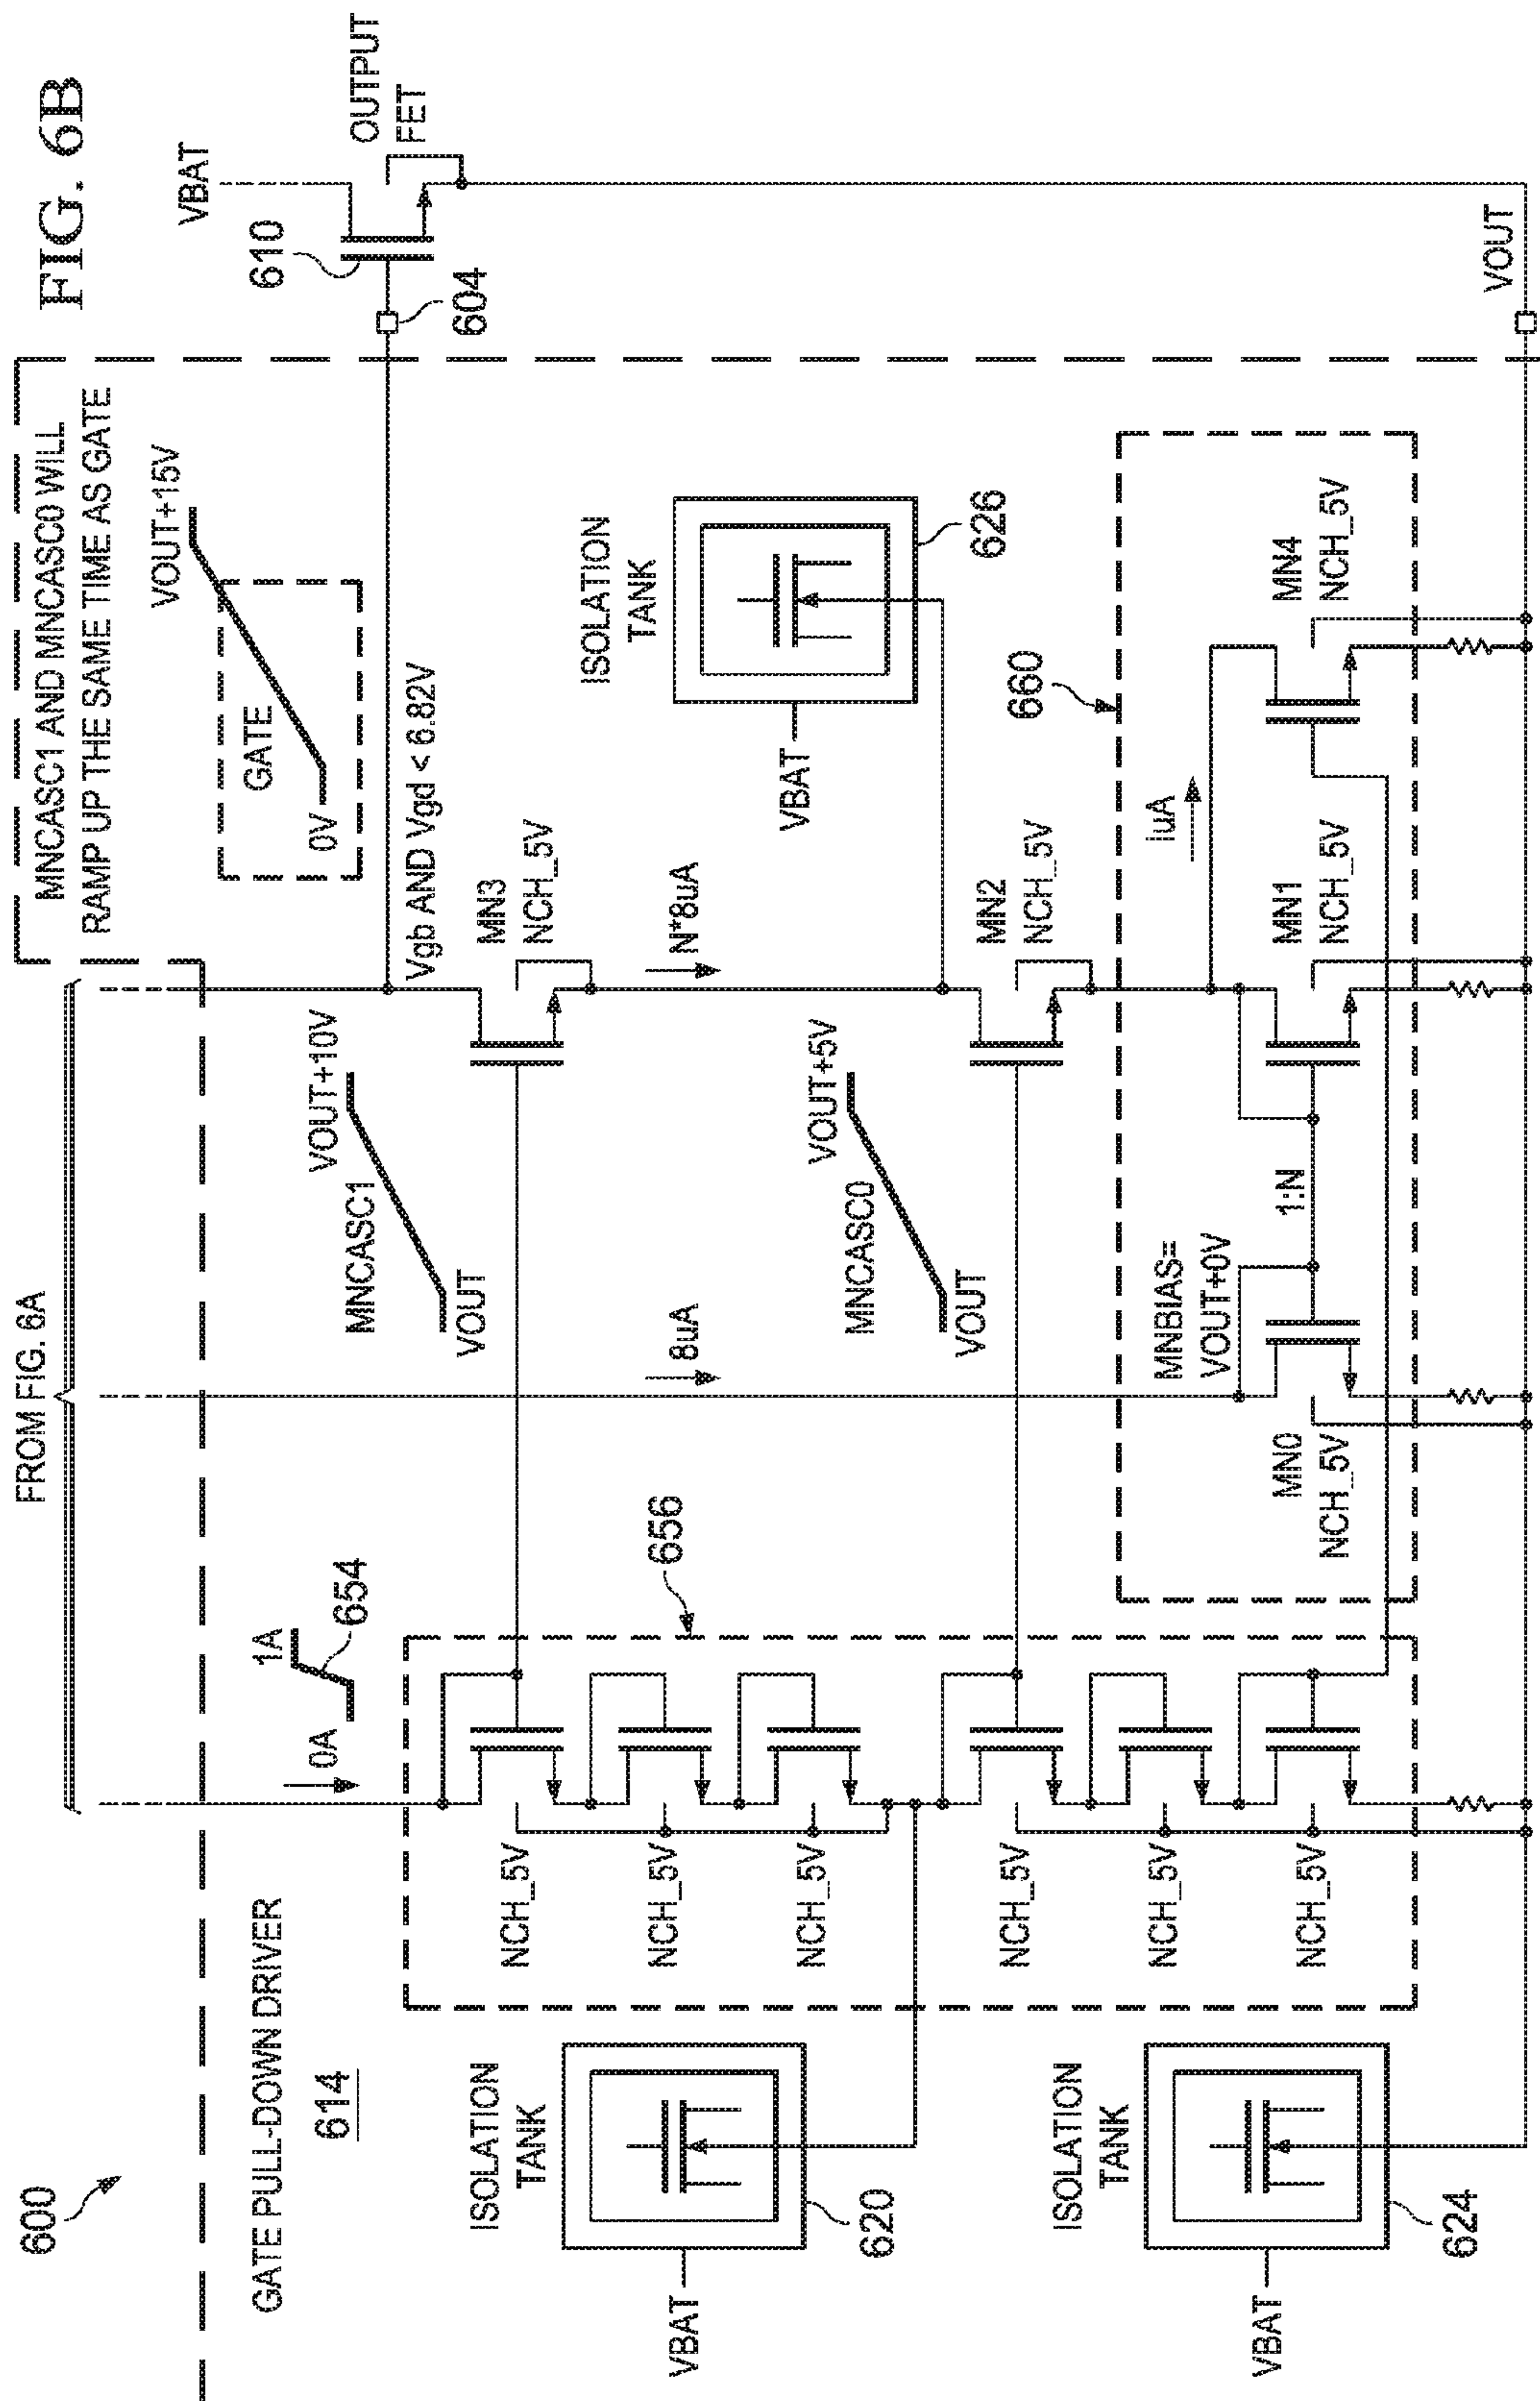 FIG. 6B
600
FROM FIG. 6A
MNCASC1 AND MNCASC0 WILL
RAMP UP THE SAME TIME AS GATE
GATE PULL-DOWN DRIVER
614
0A
1A
654
VOUT+15V
GATE
0V
VBAT
610
OUTPUT
FET
604
Vgb AND Vgd < 6.82V
VOUT+10V
MNCASC1
VOUT
MN3
NCH_5V
ISOLATION
TANK
VBAT
620
NCH_5V
NCH_5V
NCH_5V
656
8uA
N*8uA
ISOLATION
TANK
VBAT
626
VOUT+5V
MNCASC0
VOUT
MN2
NCH_5V
660
ISOLATION
TANK
VBAT
624
NCH_5V
NCH_5V
NCH_5V
MNBIAS=
VOUT+0V
1:N
iuA
MN0
NCH_5V
MN1
NCH_5V
MN4
NCH_5V
VOUT